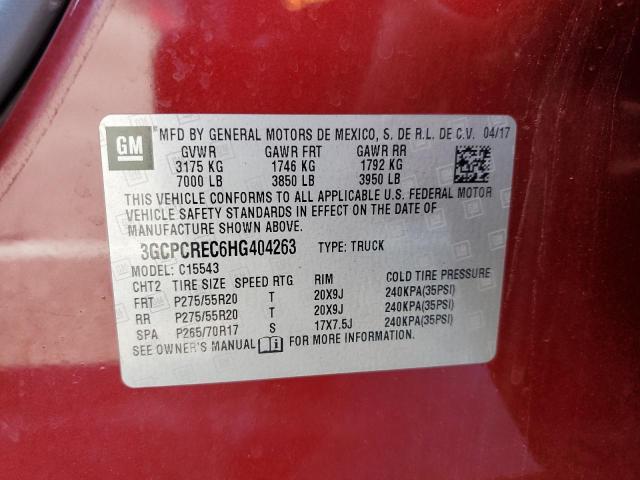 GM MFD BY GENERAL MOTORS DE MEXICO, S. DE R.L. DE C.V. 04/17
GVWR GAWR FRT GAWR RR
3175 KG 1746 KG 1792 KG
7000 LB 3850 LB 3950 LB
THIS VEHICLE CONFORMS TO ALL APPLICABLE U.S. FEDERAL MOTOR
VEHICLE SAFETY STANDARDS IN EFFECT ON THE DATE OF
MANUFACTURE SHOWN ABOVE.
3GCPCREC6HG404263 TYPE: TRUCK
MODEL: C15543
CHT2 TIRE SIZE SPEED RTG RIM COLD TIRE PRESSURE
FRT P275/55R20 T 20X9J 240KPA(35PSI)
RR P275/55R20 T 20X9J 240KPA(35PSI)
SPA P265/70R17 S 17X7.5J 240KPA(35PSI)
SEE OWNER'S MANUAL FOR MORE INFORMATION.